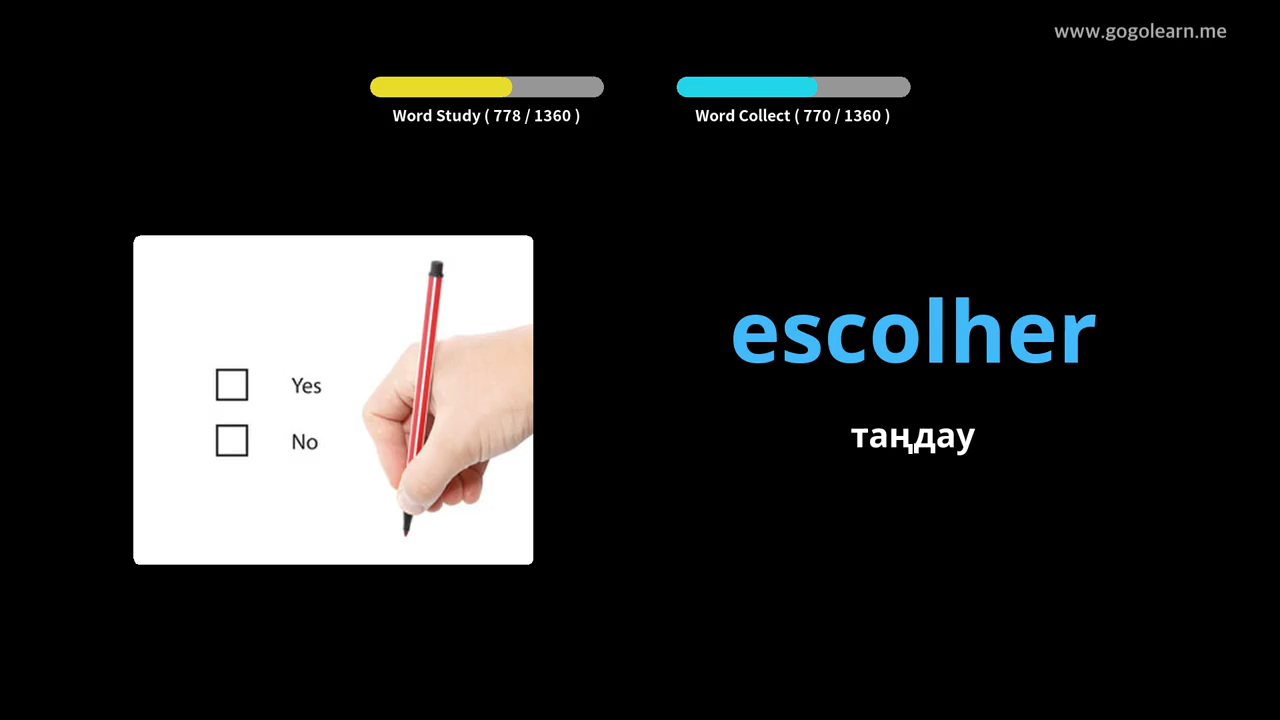 www.gogolearn.me
Word Study ( 778 / 1360 )
Word Collect ( 770 / 1360 )
Yes
No
escolher
таңдау